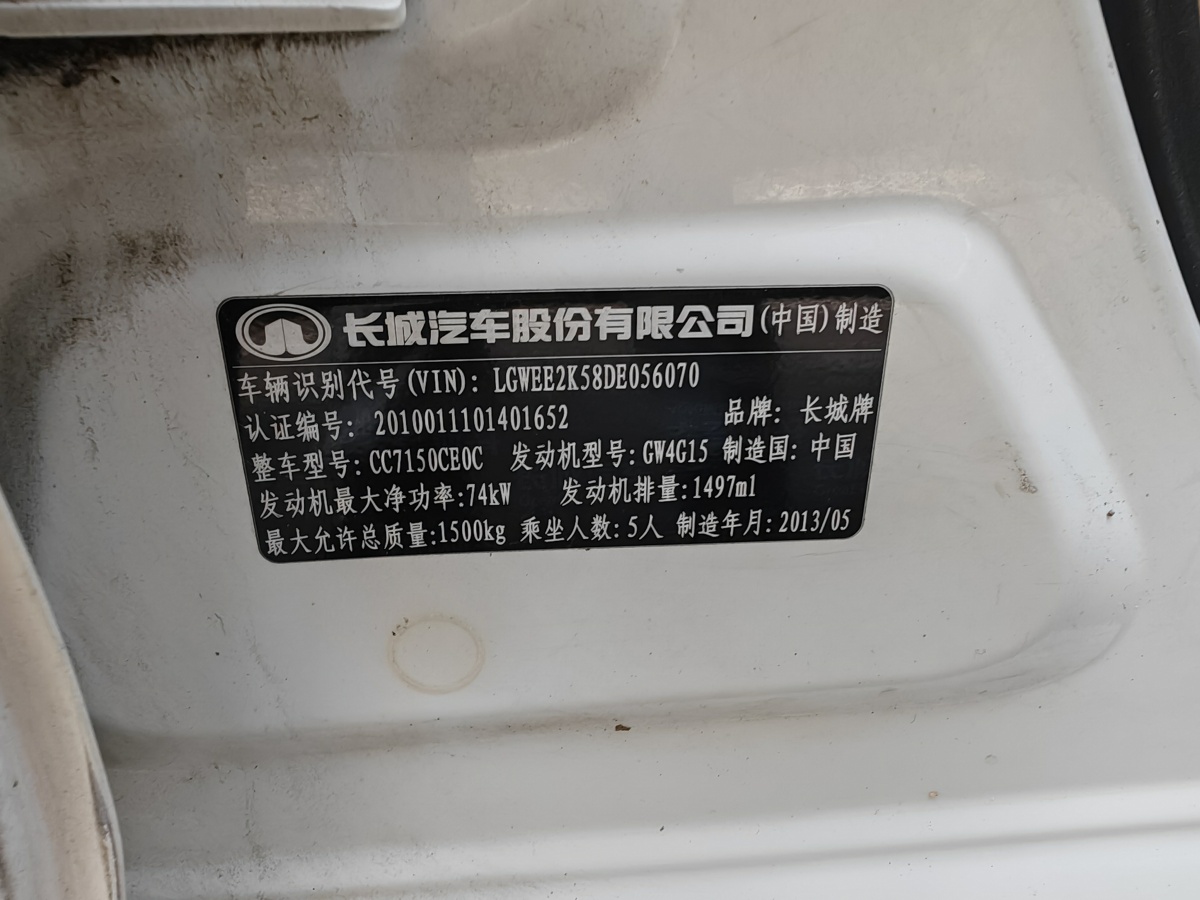 长城汽车股份有限公司(中国)制造
车辆识别代号(VIN): LGWEE2K58DE056070
认证编号: 2010011101401652 品牌: 长城牌
整车型号:CC7150CE0C 发动机型号:GW4G15 制造国: 中国
发动机最大净功率:74kW 发动机排量:1497ml
最大允许总质量:1500kg 乘坐人数: 5人 制造年月: 2013/05